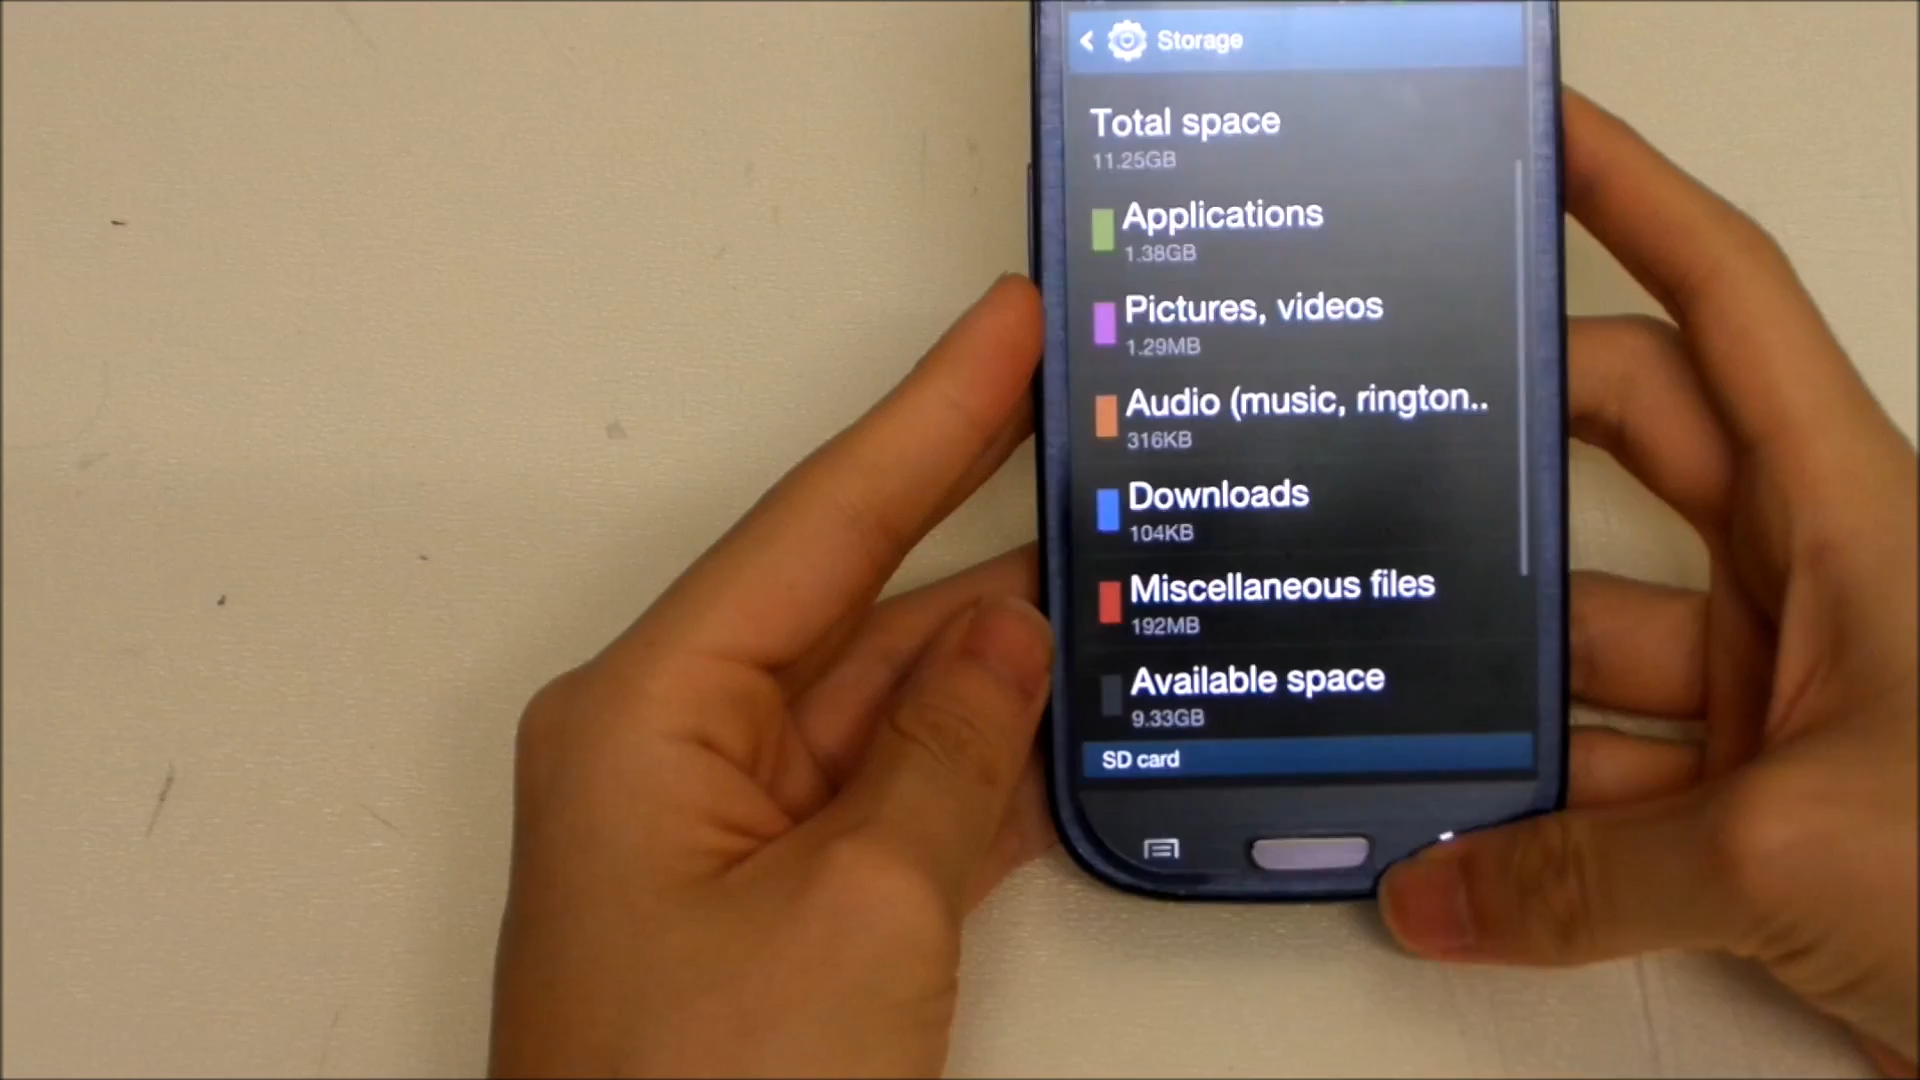 Storage
Total space
11.25GB
Applications
1.38GB
Pictures, videos
1.29MB
Audio (music, rington..
316KB
Downloads
104KB
Miscellaneous files
192MB
Available space
9.33GB
SD card